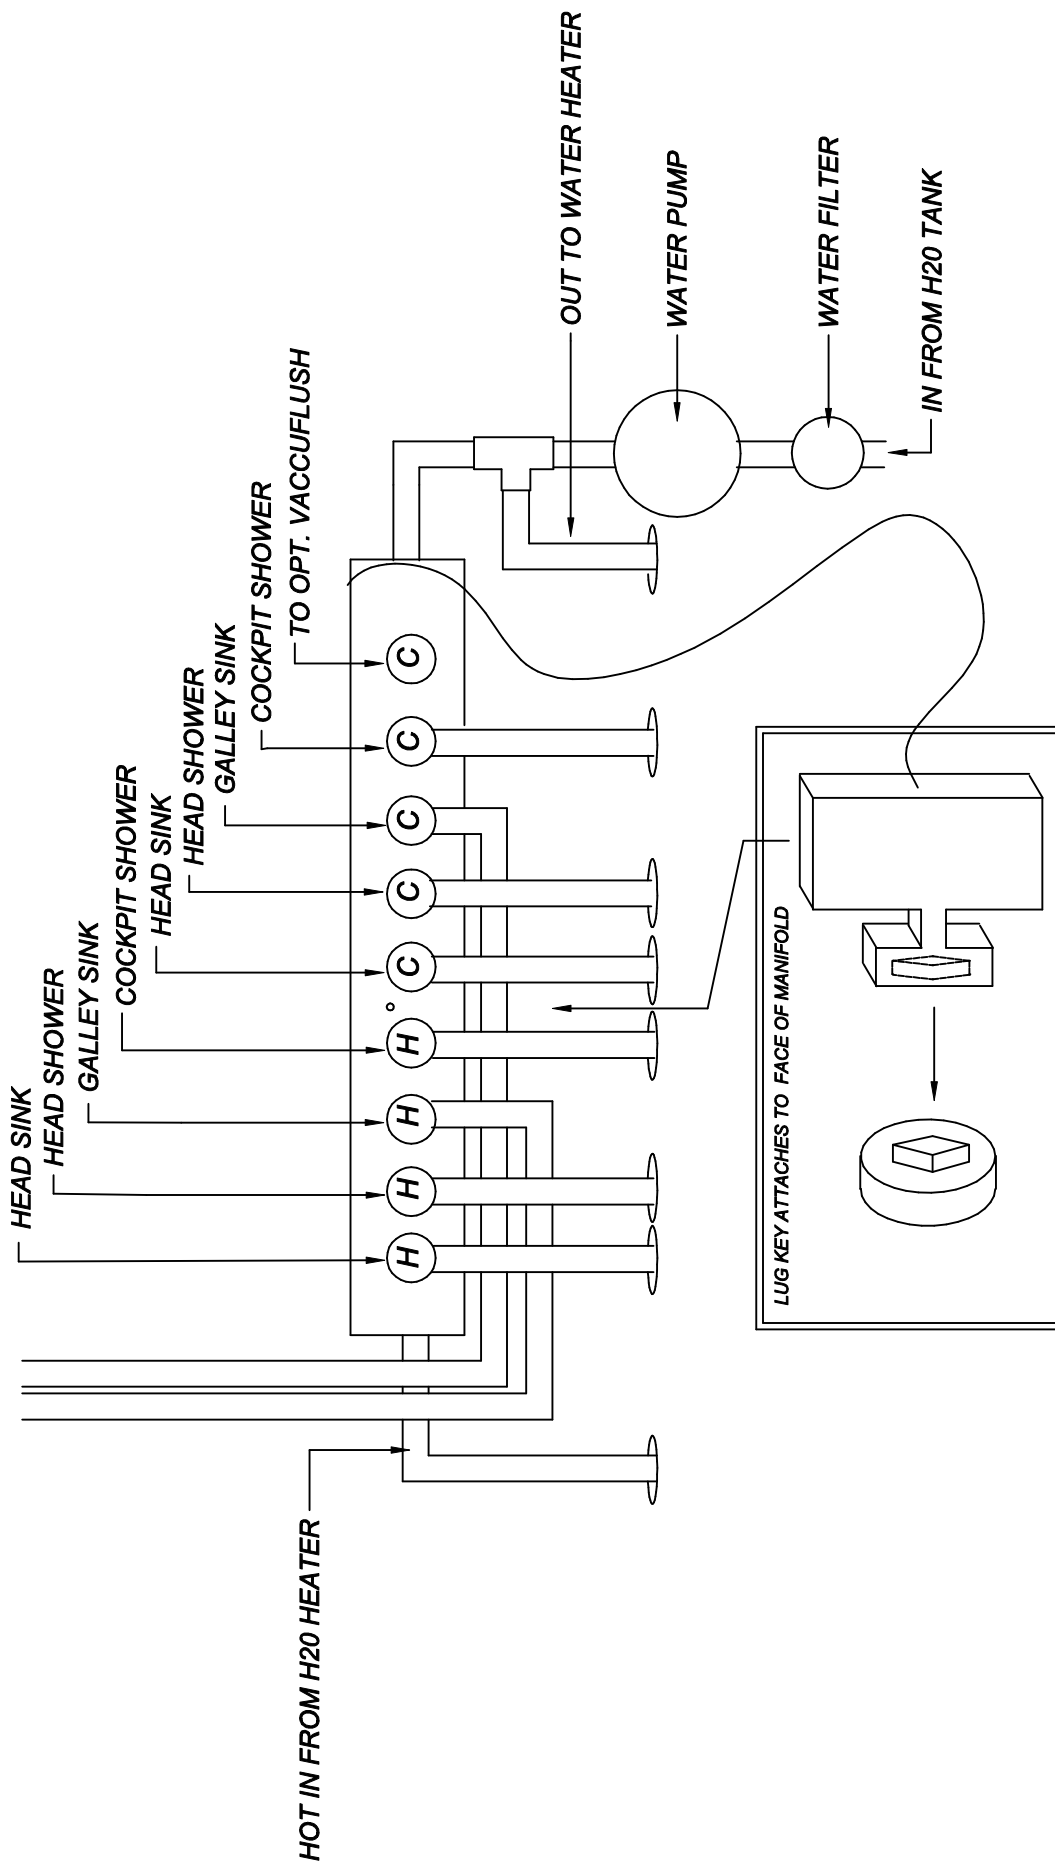 HEAD SINK
HEAD SHOWER
GALLEY SINK
COCKPIT SHOWER
HEAD SINK
HEAD SHOWER
GALLEY SINK
COCKPIT SHOWER
TO OPT. VACCUFLUSH
HOT IN FROM H20 HEATER
H
H
H
H
C
C
C
C
C
OUT TO WATER HEATER
WATER PUMP
WATER FILTER
IN FROM H20 TANK
LUG KEY ATTACHES TO FACE OF MANIFOLD